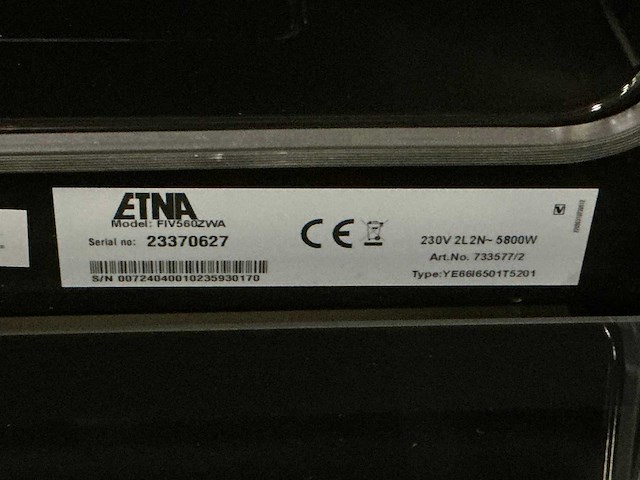 ETNA
Model: FIV560ZWA
Serial no: 23370627
S/N 00724040010235930170
CE
230V 2L2N~ 5800W
Art.No. 733577/2
Type:YE66I6501T5201